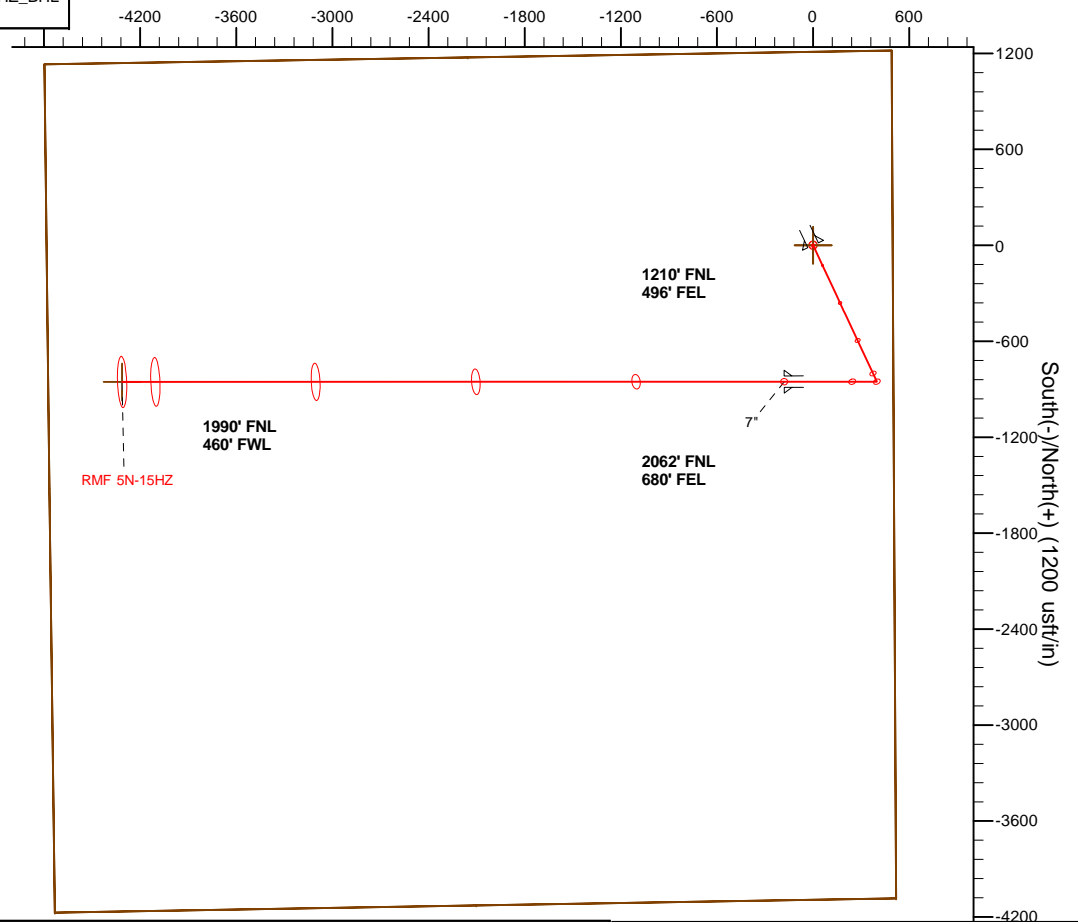 -4200 -3600 -3000 -2400 -1800 -1200 -600 0 600
1200
600
0
-600
-1200
-1800
-2400
-3000
-3600
-4200
South(-)/North(+) (1200 usft/in)
1210' FNL
496' FEL
1990' FNL
460' FWL
7"
2062' FNL
680' FEL
RMF 5N-15HZ